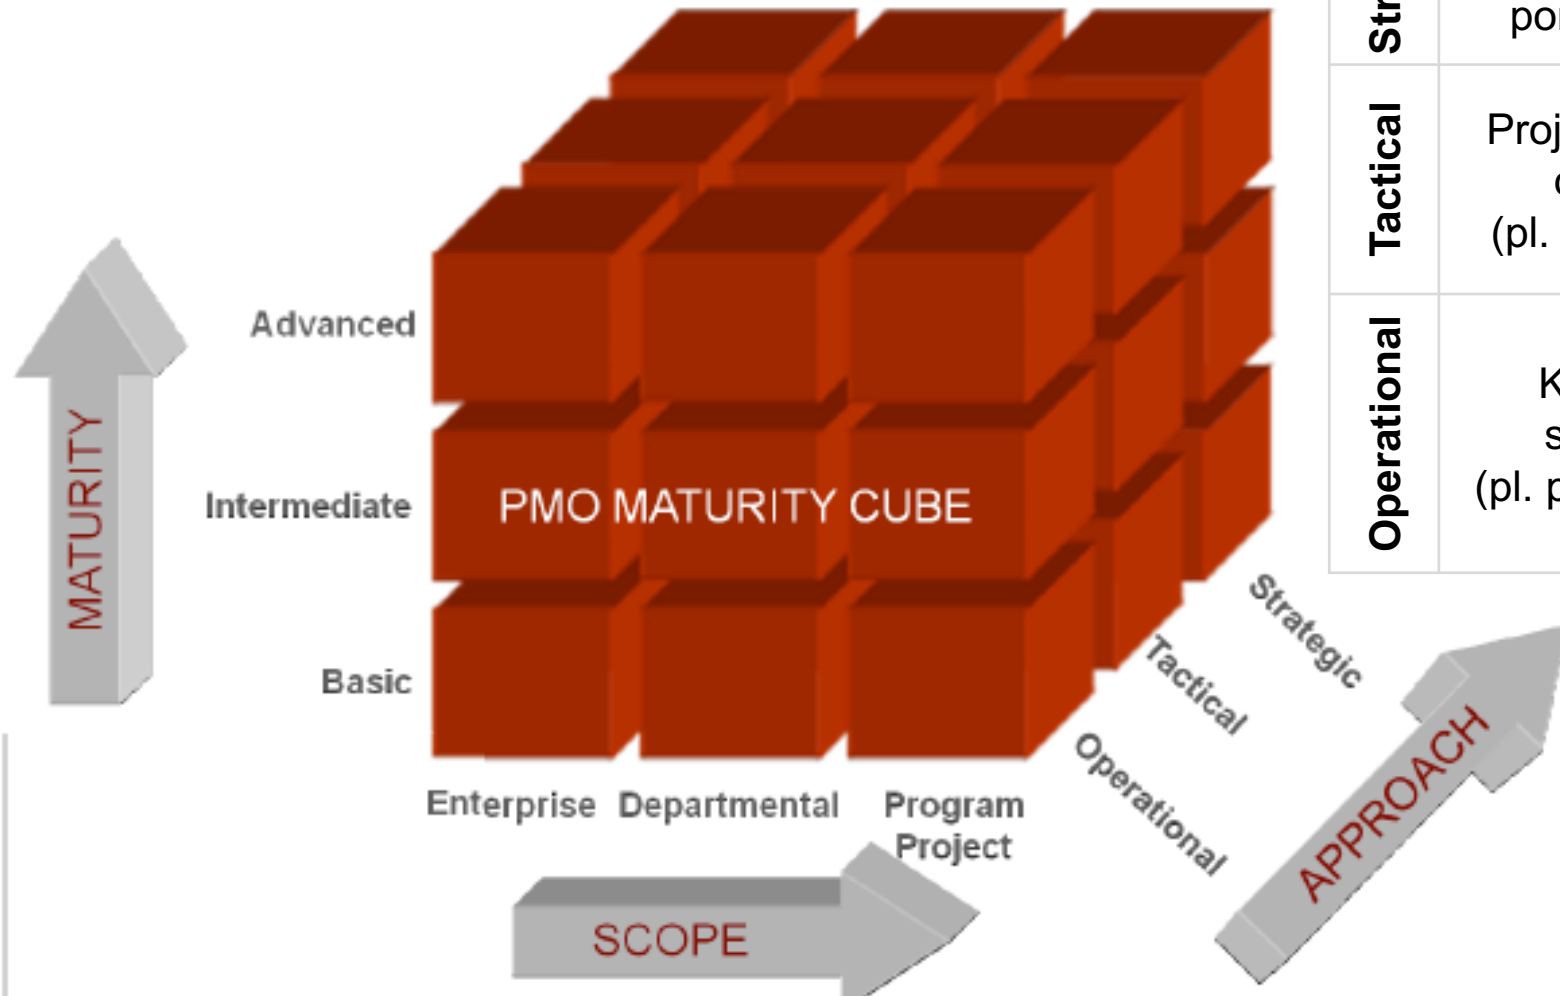 Tactical
Operational
(pl.
(pl.
MATURITY
Advanced
Intermediate
Basic
PMO MATURITY CUBE
Enterprise Departmental Program
Project
Strategic
Tactical
Operational
SCOPE
APPROACH